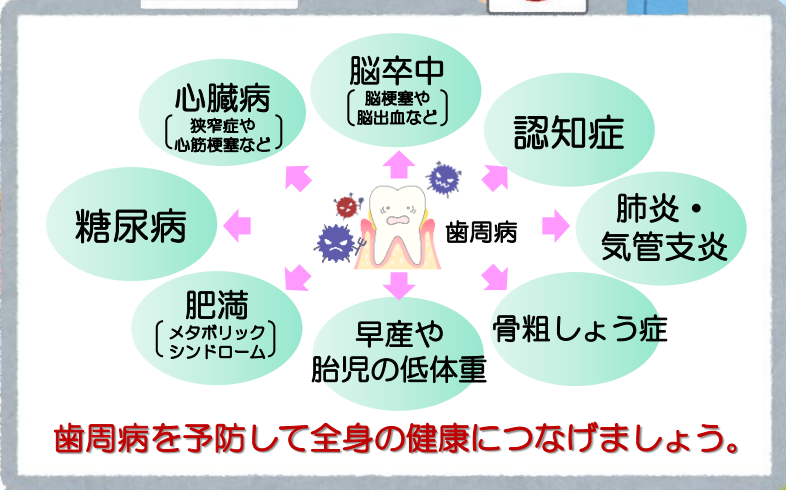 脳卒中
脳梗塞や
脳出血など
心臓病
狭窄症や
心筋梗塞など
認知症
糖尿病
歯周病
肺炎・
気管支炎
肥満
メタボリック
シンドローム
早産や
胎児の低体重
骨粗しょう症
歯周病を予防して全身の健康につなげましょう。